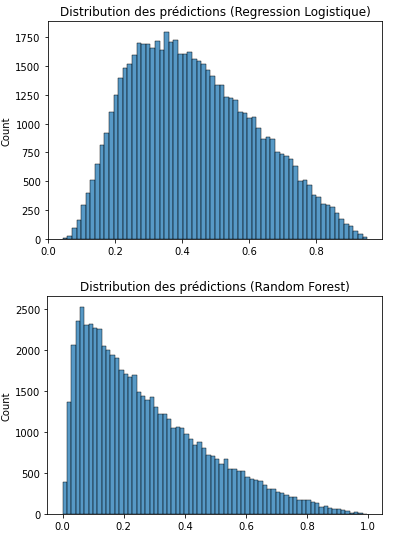 Distribution des prédictions (Regression Logistique)
1750
1500
1250
1000
750
500
250
0
Count
0.0 0.2 0.4 0.6 0.8
Distribution des prédictions (Random Forest)
2500
2000
1500
1000
500
0
Count
0.0 0.2 0.4 0.6 0.8 1.0